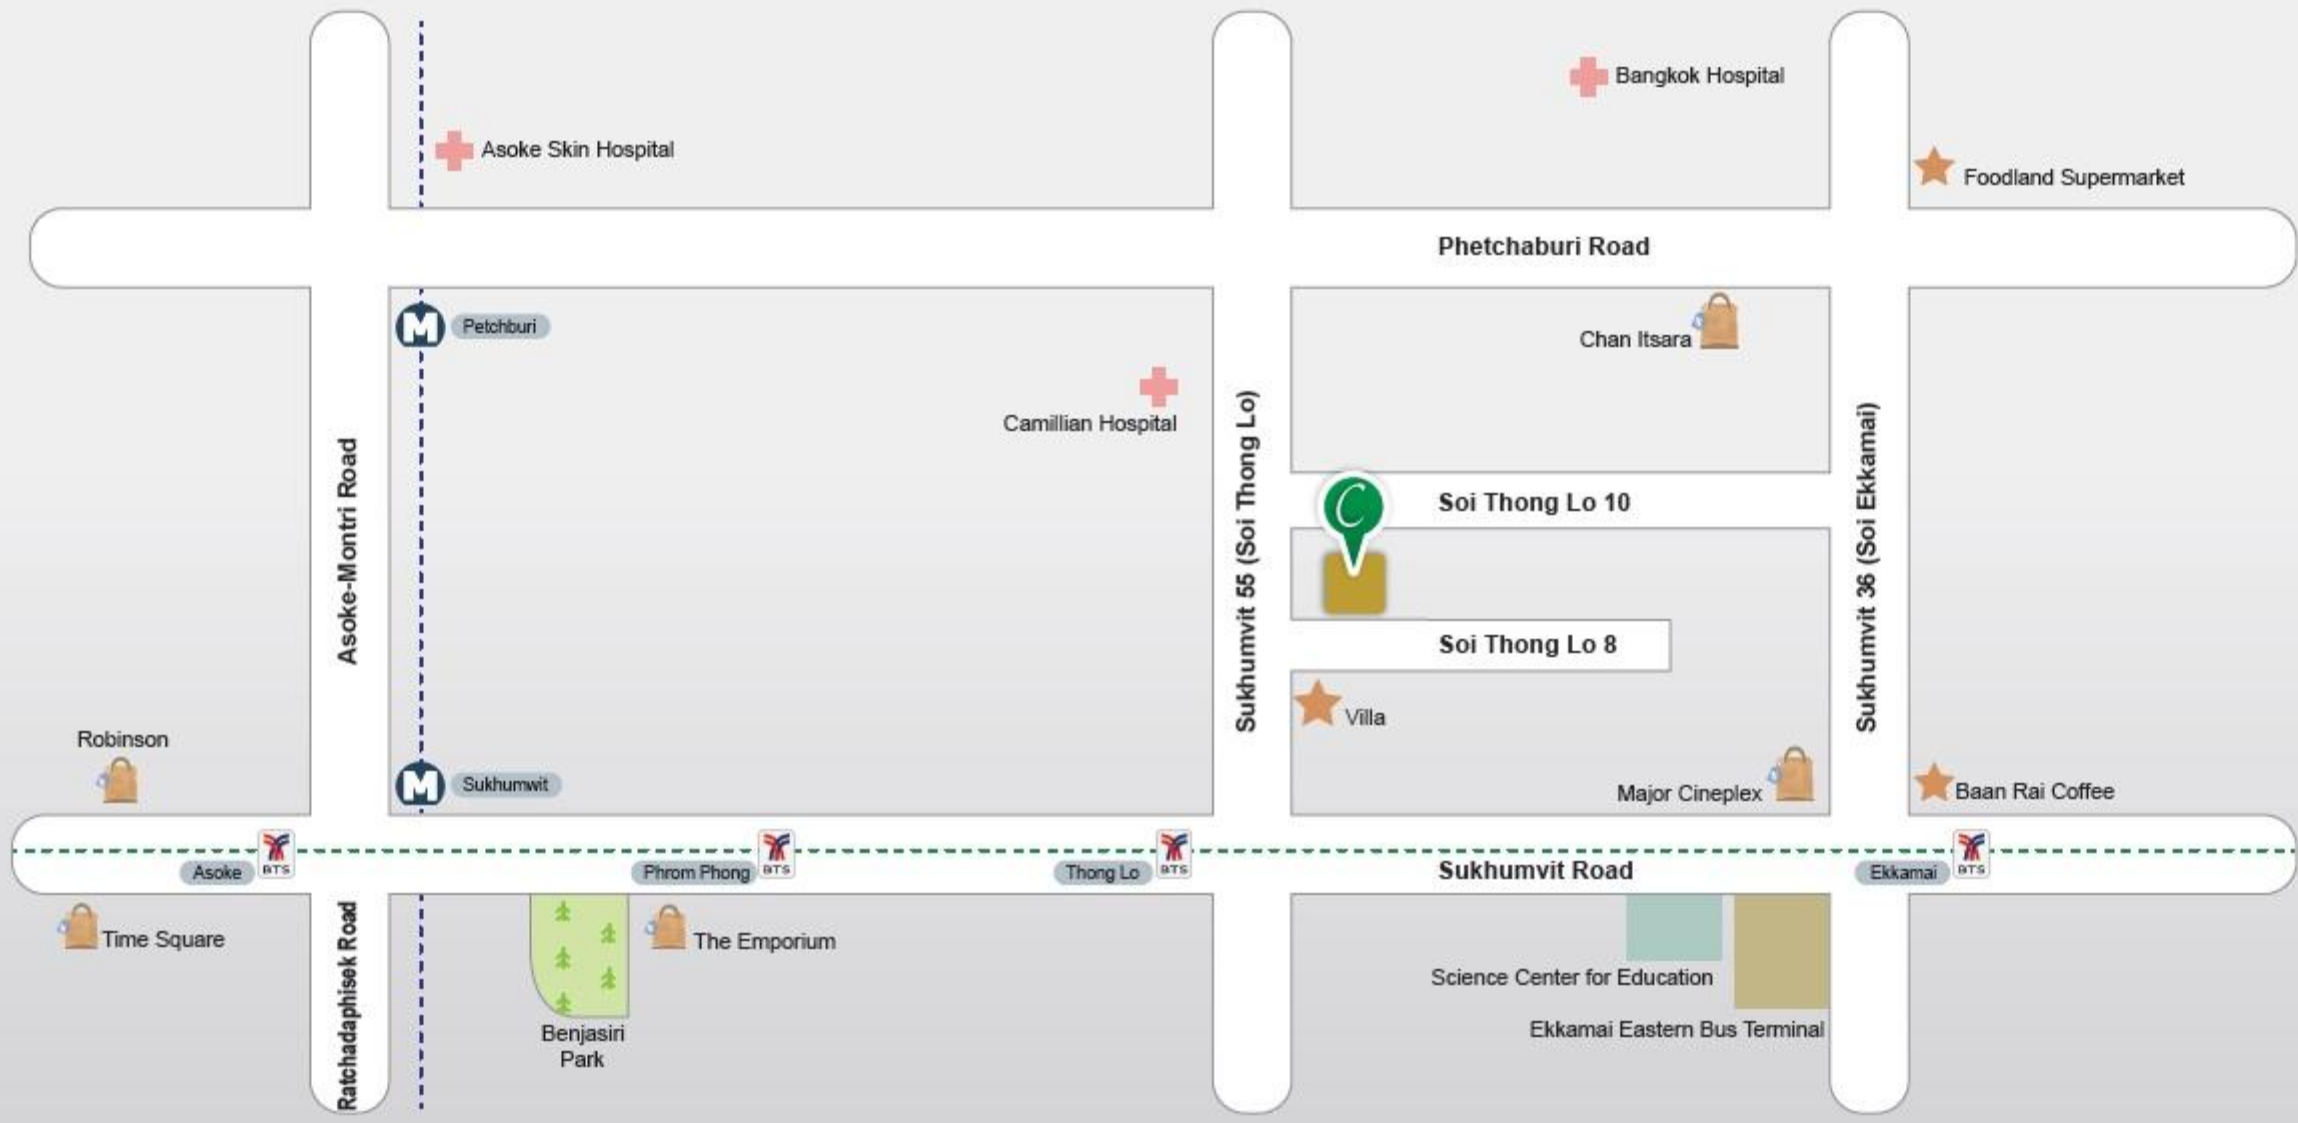 Bangkok Hospital
Asoke Skin Hospital
Foodland Supermarket
Phetchaburi Road
M Petchburi
Chan Itsara
Camillian Hospital
Asoke-Montri Road
Sukhumvit 55 (Soi Thong Lo)
Sukhumvit 36 (Soi Ekkamai)
C
Soi Thong Lo 10
Soi Thong Lo 8
Villa
Robinson
M Sukhumwit
Major Cineplex
Baan Rai Coffee
Asoke BTS
Phrom Phong BTS
Thong Lo BTS
Sukhumvit Road
Ekkamai BTS
Time Square
Ratchadaphisek Road
The Emporium
Science Center for Education
Benjasiri
Park
Ekkamai Eastern Bus Terminal